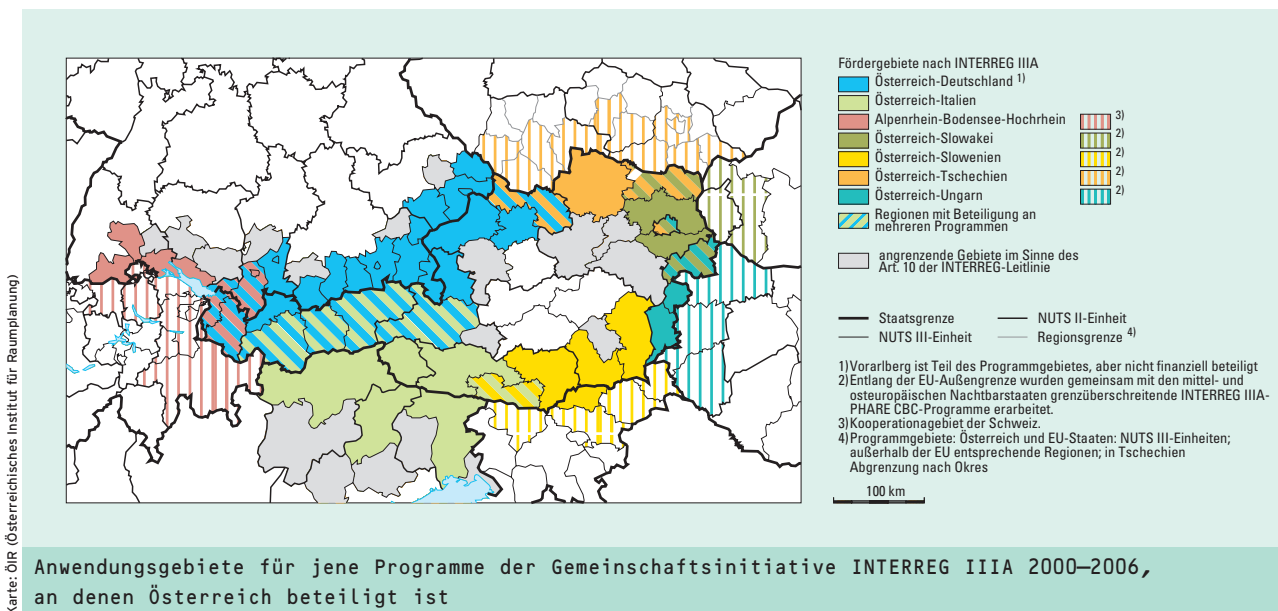 Karte: ÖIR (Österreichisches Institut für Raumplanung)
Fördergebiete nach INTERREG IIIA
Österreich-Deutschland 1)
Österreich-Italien
Alpenrhein-Bodensee-Hochrhein 3)
Österreich-Slowakei 2)
Österreich-Slowenien 2)
Österreich-Tschechien 2)
Österreich-Ungarn 2)
Regionen mit Beteiligung an
mehreren Programmen
angrenzende Gebiete im Sinne des
Art. 10 der INTERREG-Leitlinie
Staatsgrenze NUTS II-Einheit
NUTS III-Einheit Regionsgrenze 4)
1) Vorarlberg ist Teil des Programmgebietes, aber nicht finanziell beteiligt
2) Entlang der EU-Außengrenze wurden gemeinsam mit den mittel- und
osteuropäischen Nachtbarstaaten grenzüberschreitende INTERREG IIIA-
PHARE CBC-Programme erarbeitet.
3) Kooperationagebiet der Schweiz.
4) Programmgebiete: Österreich und EU-Staaten: NUTS III-Einheiten;
außerhalb der EU entsprechende Regionen; in Tschechien
Abgrenzung nach Okres
100 km
Anwendungsgebiete für jene Programme der Gemeinschaftsinitiative INTERREG IIIA 2000–2006,
an denen Österreich beteiligt ist